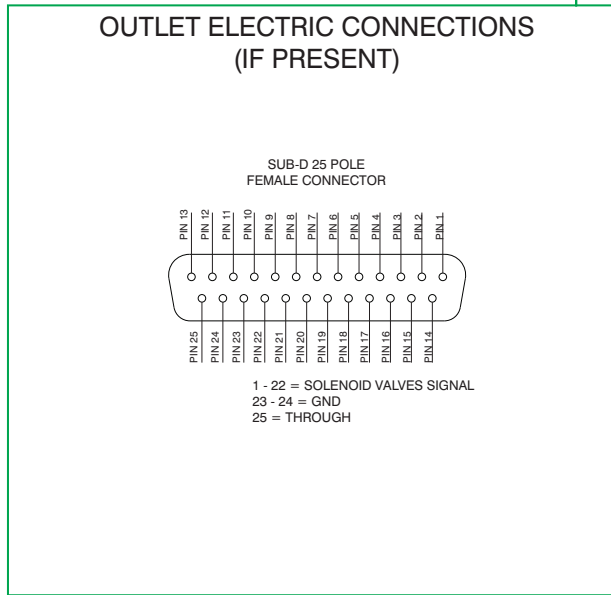 OUTLET ELECTRIC CONNECTIONS
(IF PRESENT)
SUB-D 25 POLE
FEMALE CONNECTOR
PIN 13 PIN 12 PIN 11 PIN 10 PIN 9 PIN 8 PIN 7 PIN 6 PIN 5 PIN 4 PIN 3 PIN 2 PIN 1
PIN 25 PIN 24 PIN 23 PIN 22 PIN 21 PIN 20 PIN 19 PIN 18 PIN 17 PIN 16 PIN 15 PIN 14
1 - 22 = SOLENOID VALVES SIGNAL
23 - 24 = GND
25 = THROUGH